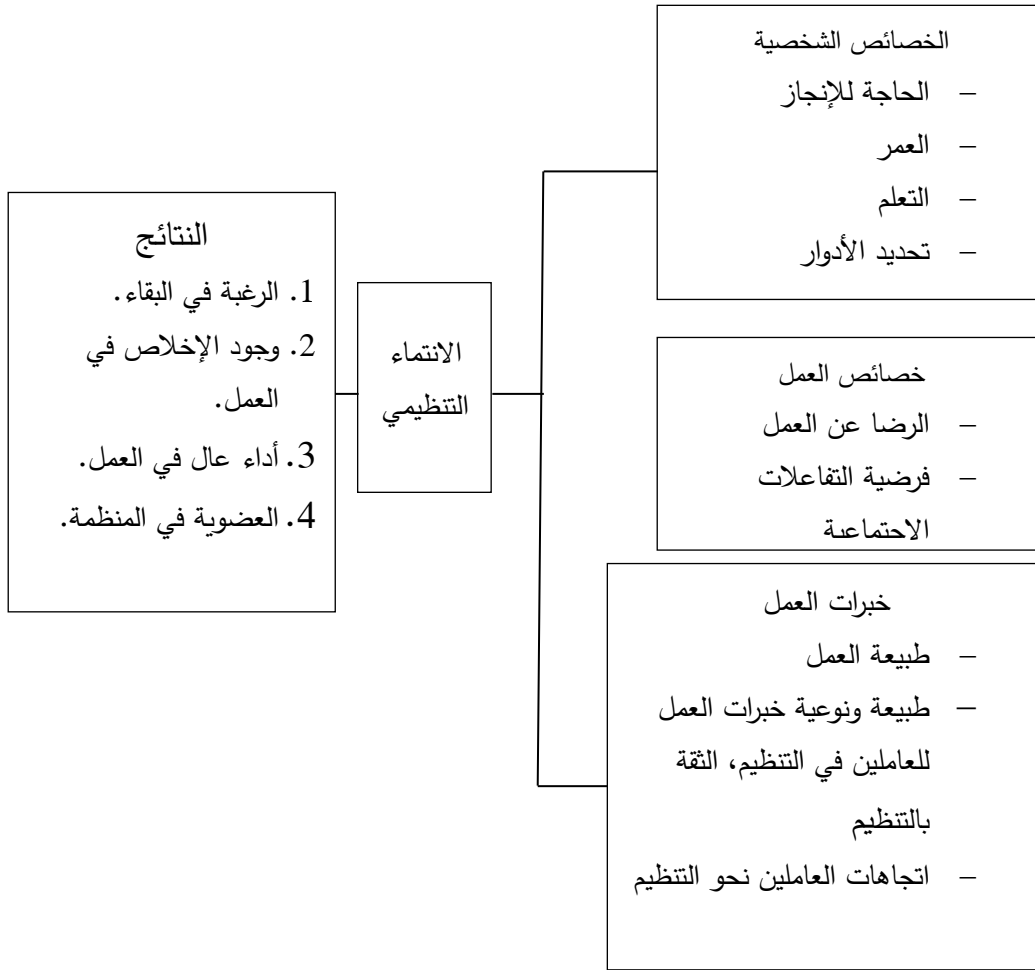 الخصائص الشخصية
– الحاجة للإنجاز
– العمر
– التعلم
– تحديد الأدوار
خصائص العمل
– الرضا عن العمل
– فرضية التفاعلات
الاجتماعية
خبرات العمل
– طبيعة العمل
– طبيعة ونوعية خبرات العمل
للعاملين في التنظيم، الثقة
بالتنظيم
– اتجاهات العاملين نحو التنظيم
الانتماء
التنظيمي
النتائج
1. الرغبة في البقاء.
2. وجود الإخلاص في
العمل.
3. أداء عال في العمل.
4. العضوية في المنظمة.